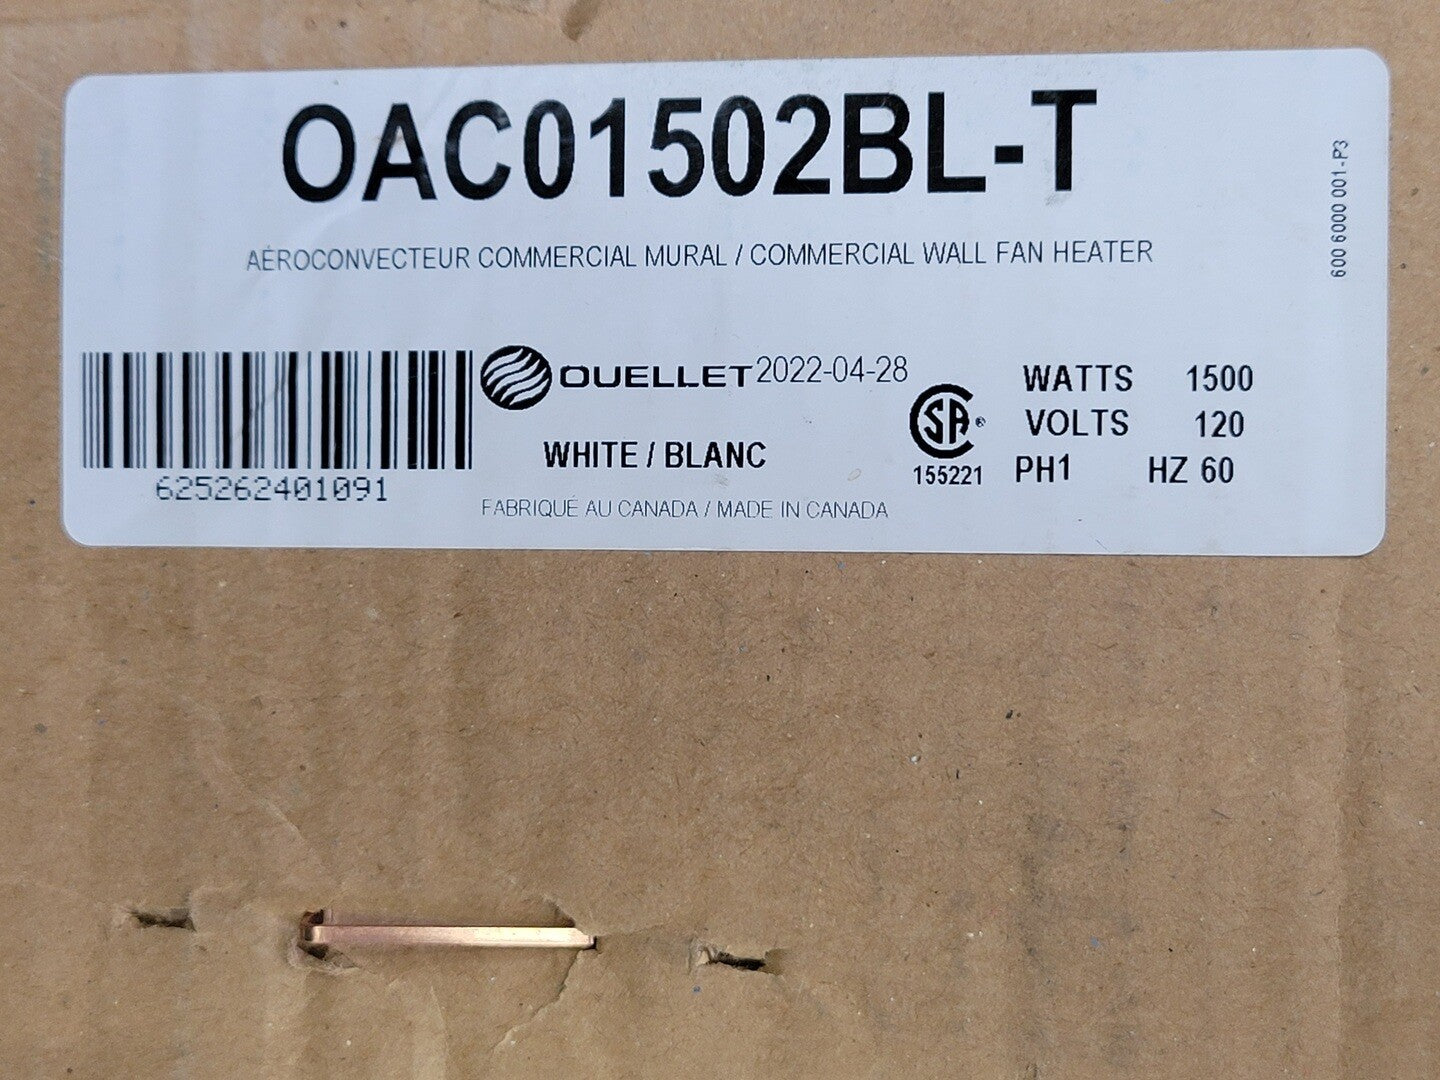 OAC01502BL-T
AÉROCONVECTEUR COMMERCIAL MURAL / COMMERCIAL WALL FAN HEATER
600 6000 001-P3
OUELLET 2022-04-28
WHITE / BLANC
625262401091
FABRIQUÉ AU CANADA / MADE IN CANADA
SA ®
155221
WATTS 1500
VOLTS 120
PH1 HZ 60